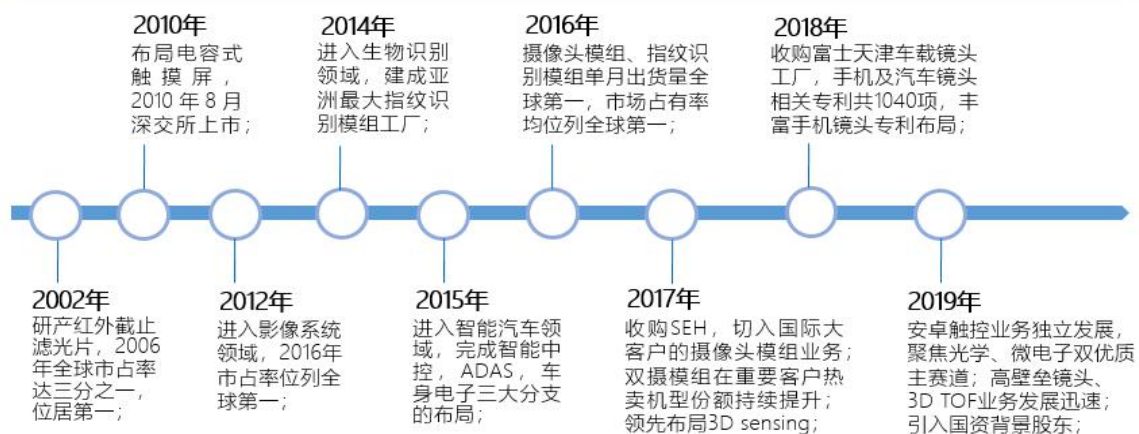 2010年
布局电容式
触摸屏，
2010年8月
深交所上市；
2014年
进入生物识别
领域，建成亚
洲最大指纹识
别模组工厂；
2016年
摄像头模组、指纹识
别模组单月出货量全
球第一，市场占有率
均位列全球第一；
2018年
收购富士天津车载镜头
工厂，手机及汽车镜头
相关专利共1040项，丰
富手机镜头专利布局；
2002年
研产红外截止
滤光片，2006
年全球市占率
达三分之一，
位居第一；
2012年
进入影像系统
领域，2016年
市占率位列全
球第一；
2015年
进入智能汽车领
域，完成智能中
控，ADAS，车
身电子三大分支
的布局；
2017年
收购SEH，切入国际大
客户的摄像头模组业务；
双摄模组在重要客户热
卖机型份额持续提升；
领先布局3D sensing；
2019年
安卓触控业务独立发展，
聚焦光学、微电子双优质
主赛道；高壁垒镜头、
3D TOF业务发展迅速；
引入国资背景股东；